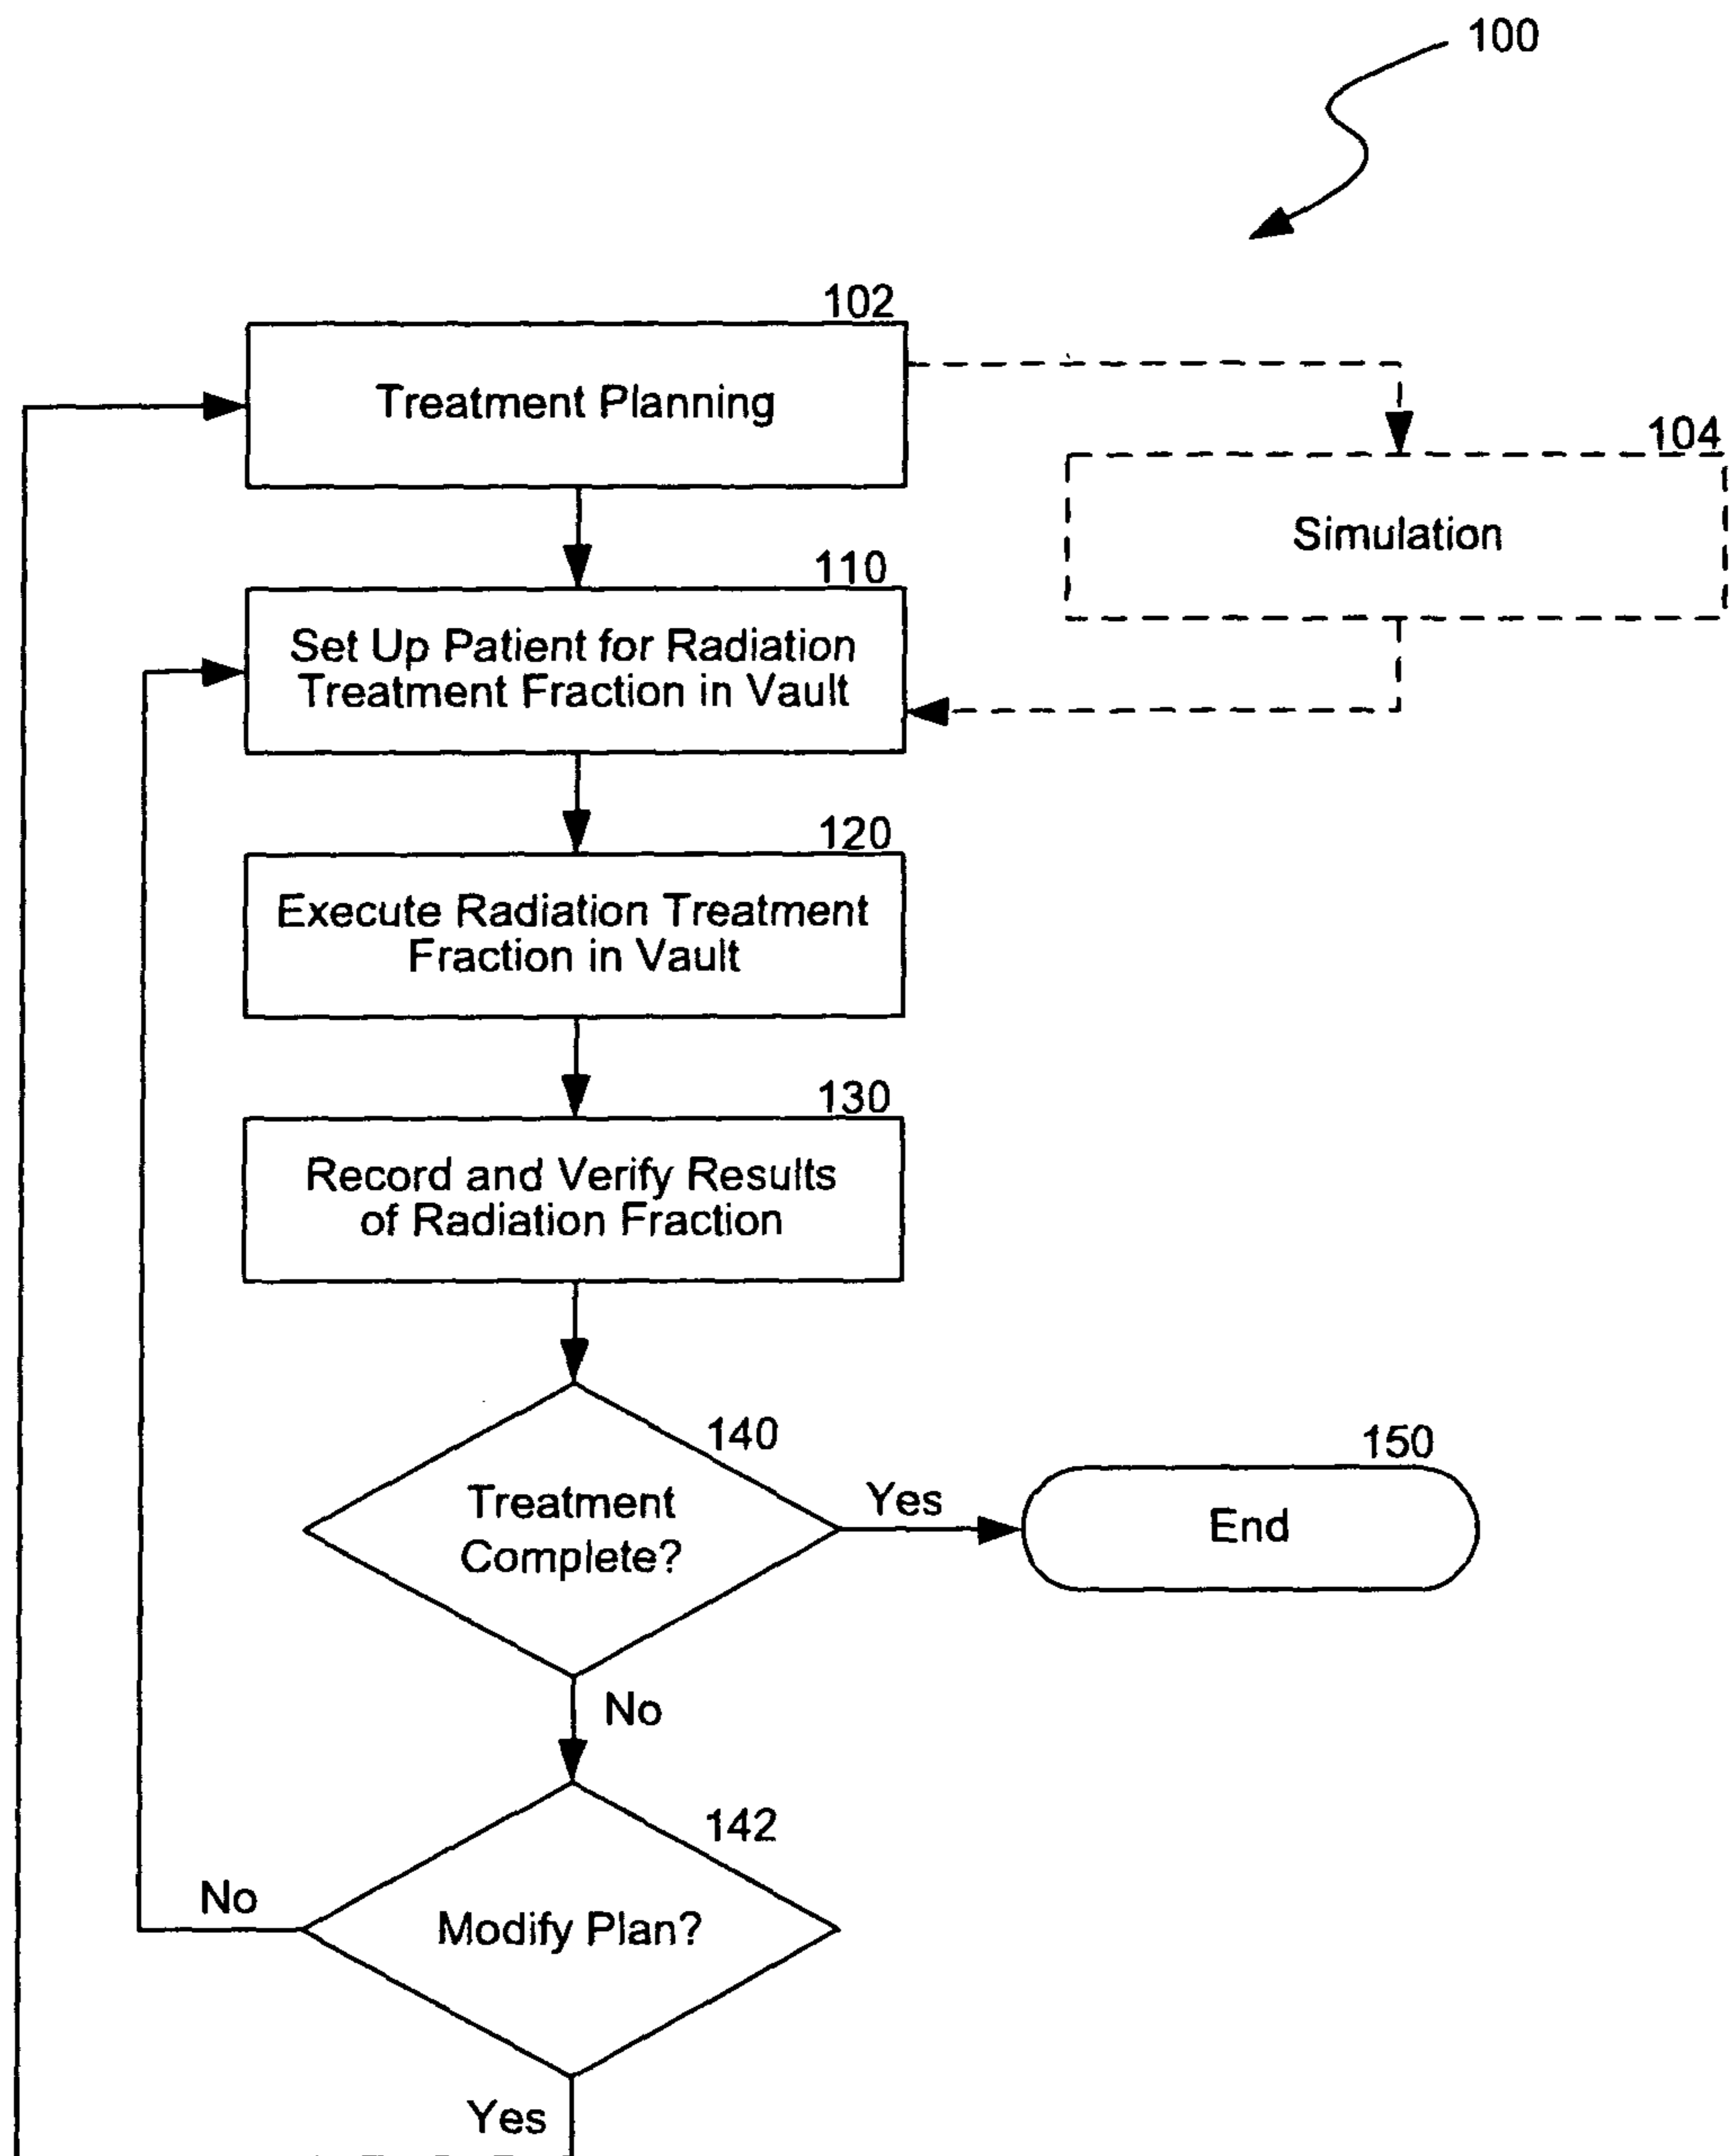 100
102
Treatment Planning
104
Simulation
110
Set Up Patient for Radiation
Treatment Fraction in Vault
120
Execute Radiation Treatment
Fraction in Vault
130
Record and Verify Results
of Radiation Fraction
140
Treatment
Complete?
Yes
150
End
No
142
Modify Plan?
No
Yes